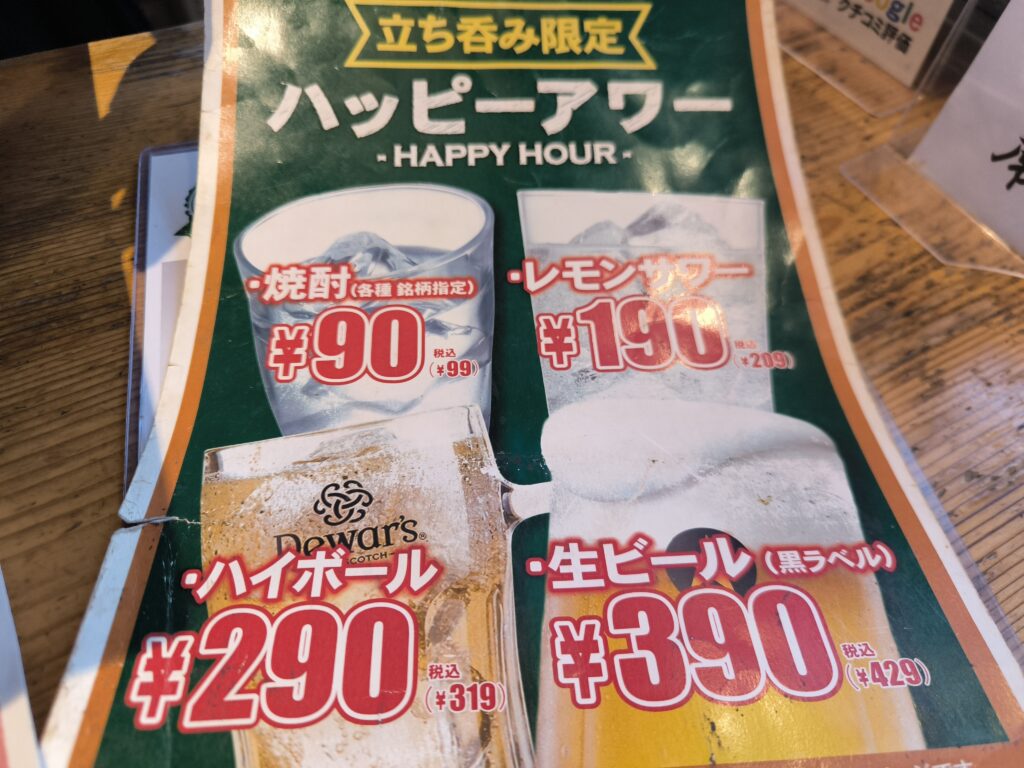 Google
クチコミ評価
立ち呑み限定
ハッピーアワー
- HAPPY HOUR -
・焼酎(各種 銘柄指定)
¥90 税込(¥99)
・レモンサワー
¥190 税込(¥209)
Dewar's®
SCOTCH
・ハイボール
¥290 税込(¥319)
・生ビール(黒ラベル)
¥390 税込(¥429)